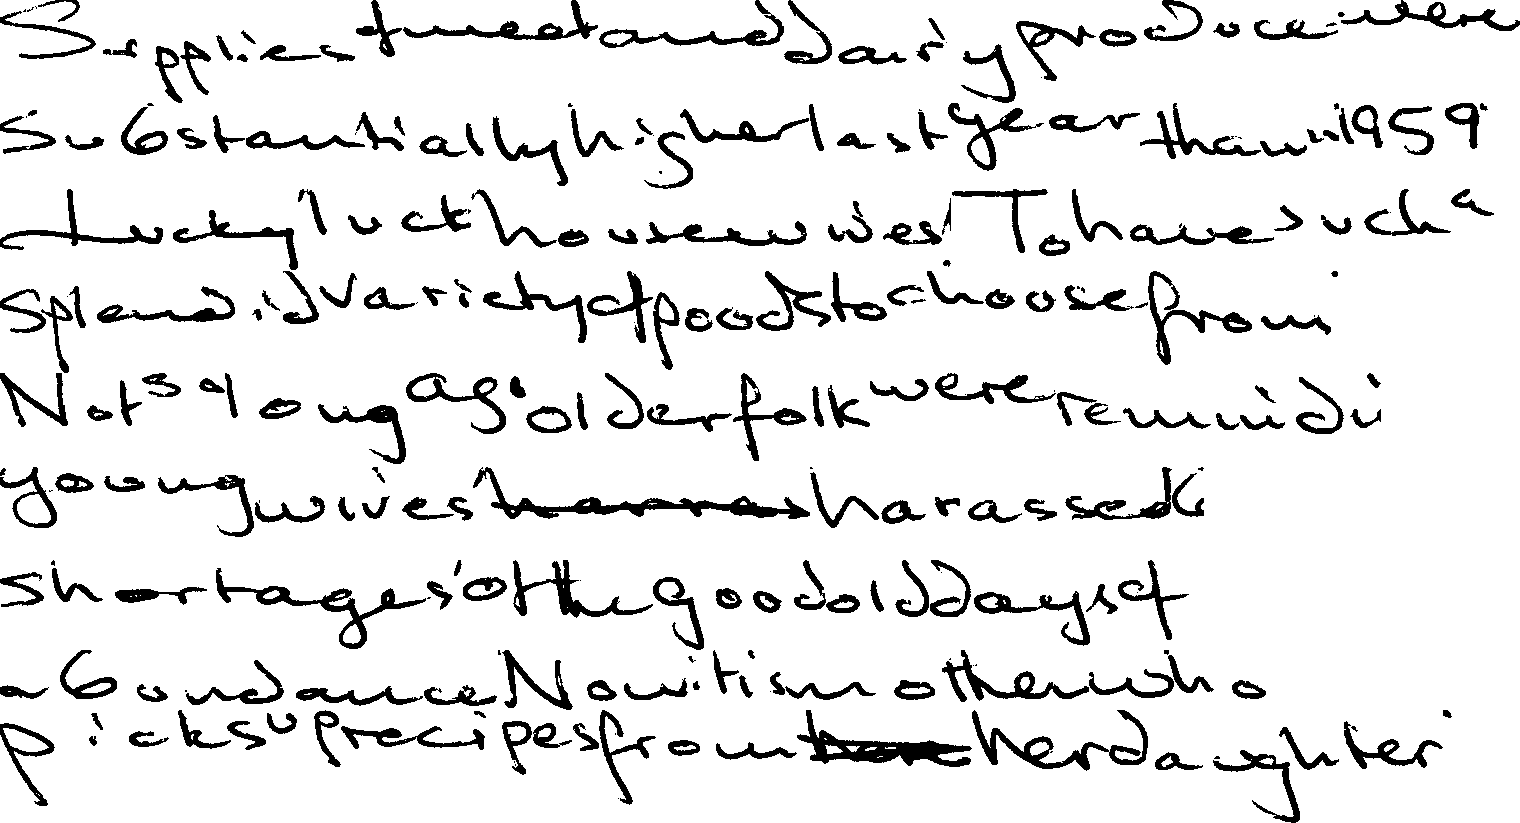 Supplies of meat and dairy produce were
substantially higher last year than in 1959.
Lucky luck housewives! To have such a
splendid variety of foods to choose from.
Not so long ago older folk were remindi
young wives harassed
shortages of the good old days of
abundance. Now it is mother who
picks up recipes from her daughter.